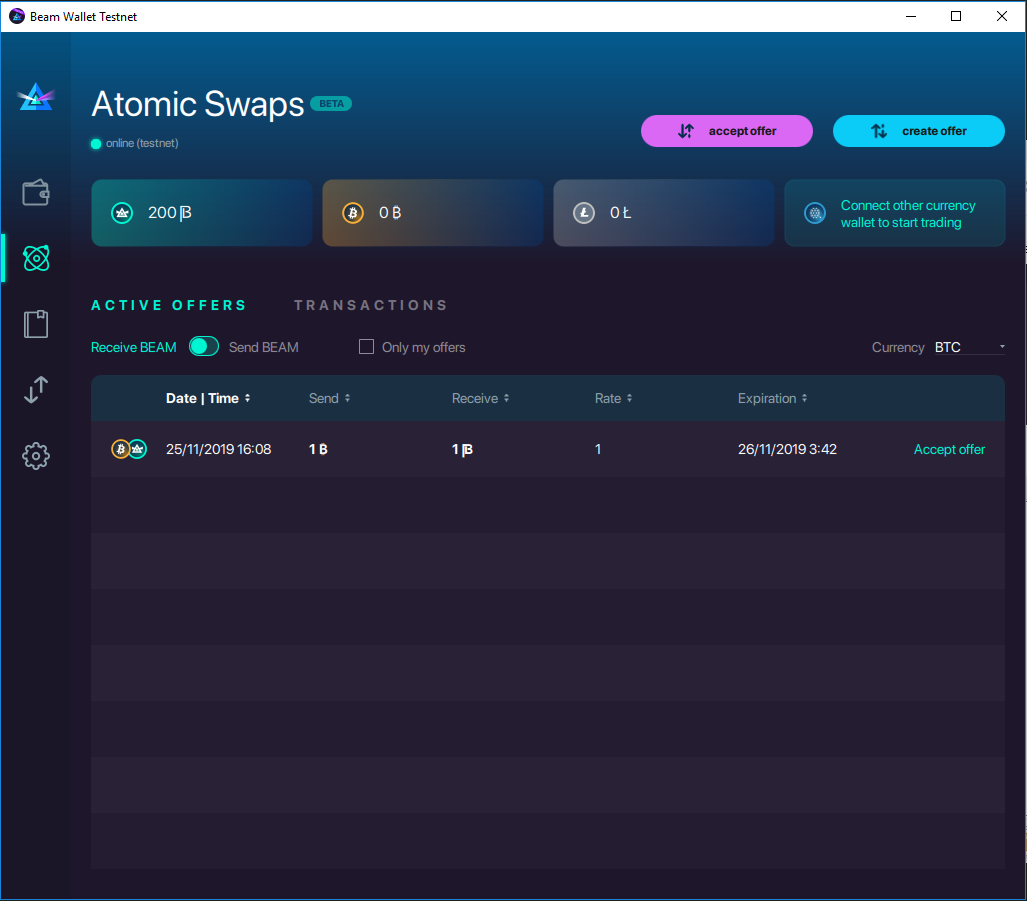 Beam Wallet Testnet
Atomic Swaps BETA
online (testnet)
accept offer
create offer
200 B
0 ₿
0 Ł
Connect other currency
wallet to start trading
ACTIVE OFFERS TRANSACTIONS
Receive BEAM Send BEAM Only my offers Currency BTC
Date | Time Send Receive Rate Expiration
25/11/2019 16:08 1 ₿ 1 B 1 26/11/2019 3:42 Accept offer